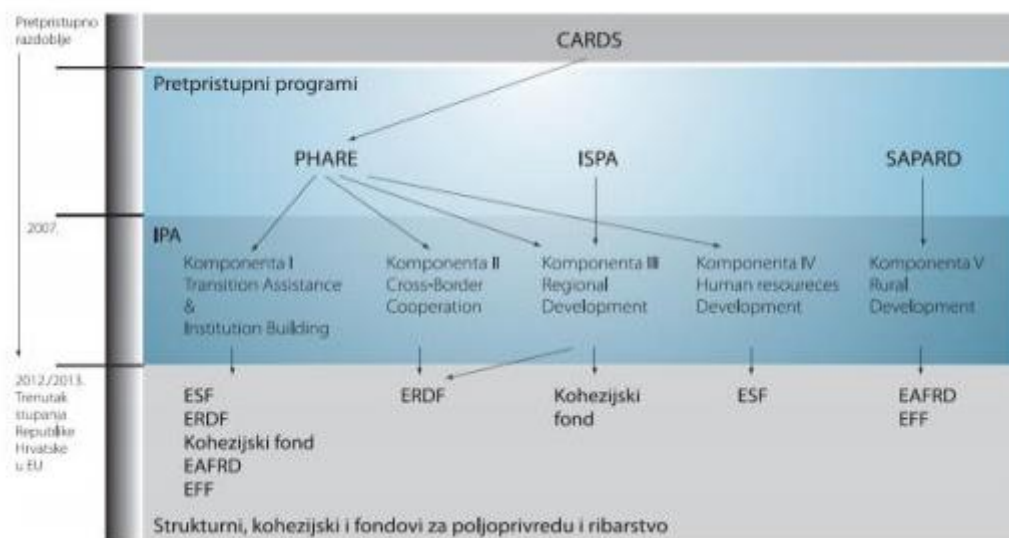 Pretpristupno
razdoblje
CARDS
Pretpristupni programi
PHARE
ISPA
SAPARD
2007.
IPA
Komponenta I
Transition Assistance
&
Institution Building
Komponenta II
Cross-Border
Cooperation
Komponenta III
Regional
Development
Komponenta IV
Human resoureces
Development
Komponenta V
Rural
Development
2012./2013.
Trenutak
stupanja
Republike
Hrvatske
u EU
ESF
ERDF
Kohezijski fond
EAFRD
EFF
ERDF
Kohezijski
fond
ESF
EAFRD
EFF
Strukturni, kohezijski i fondovi za poljoprivredu i ribarstvo